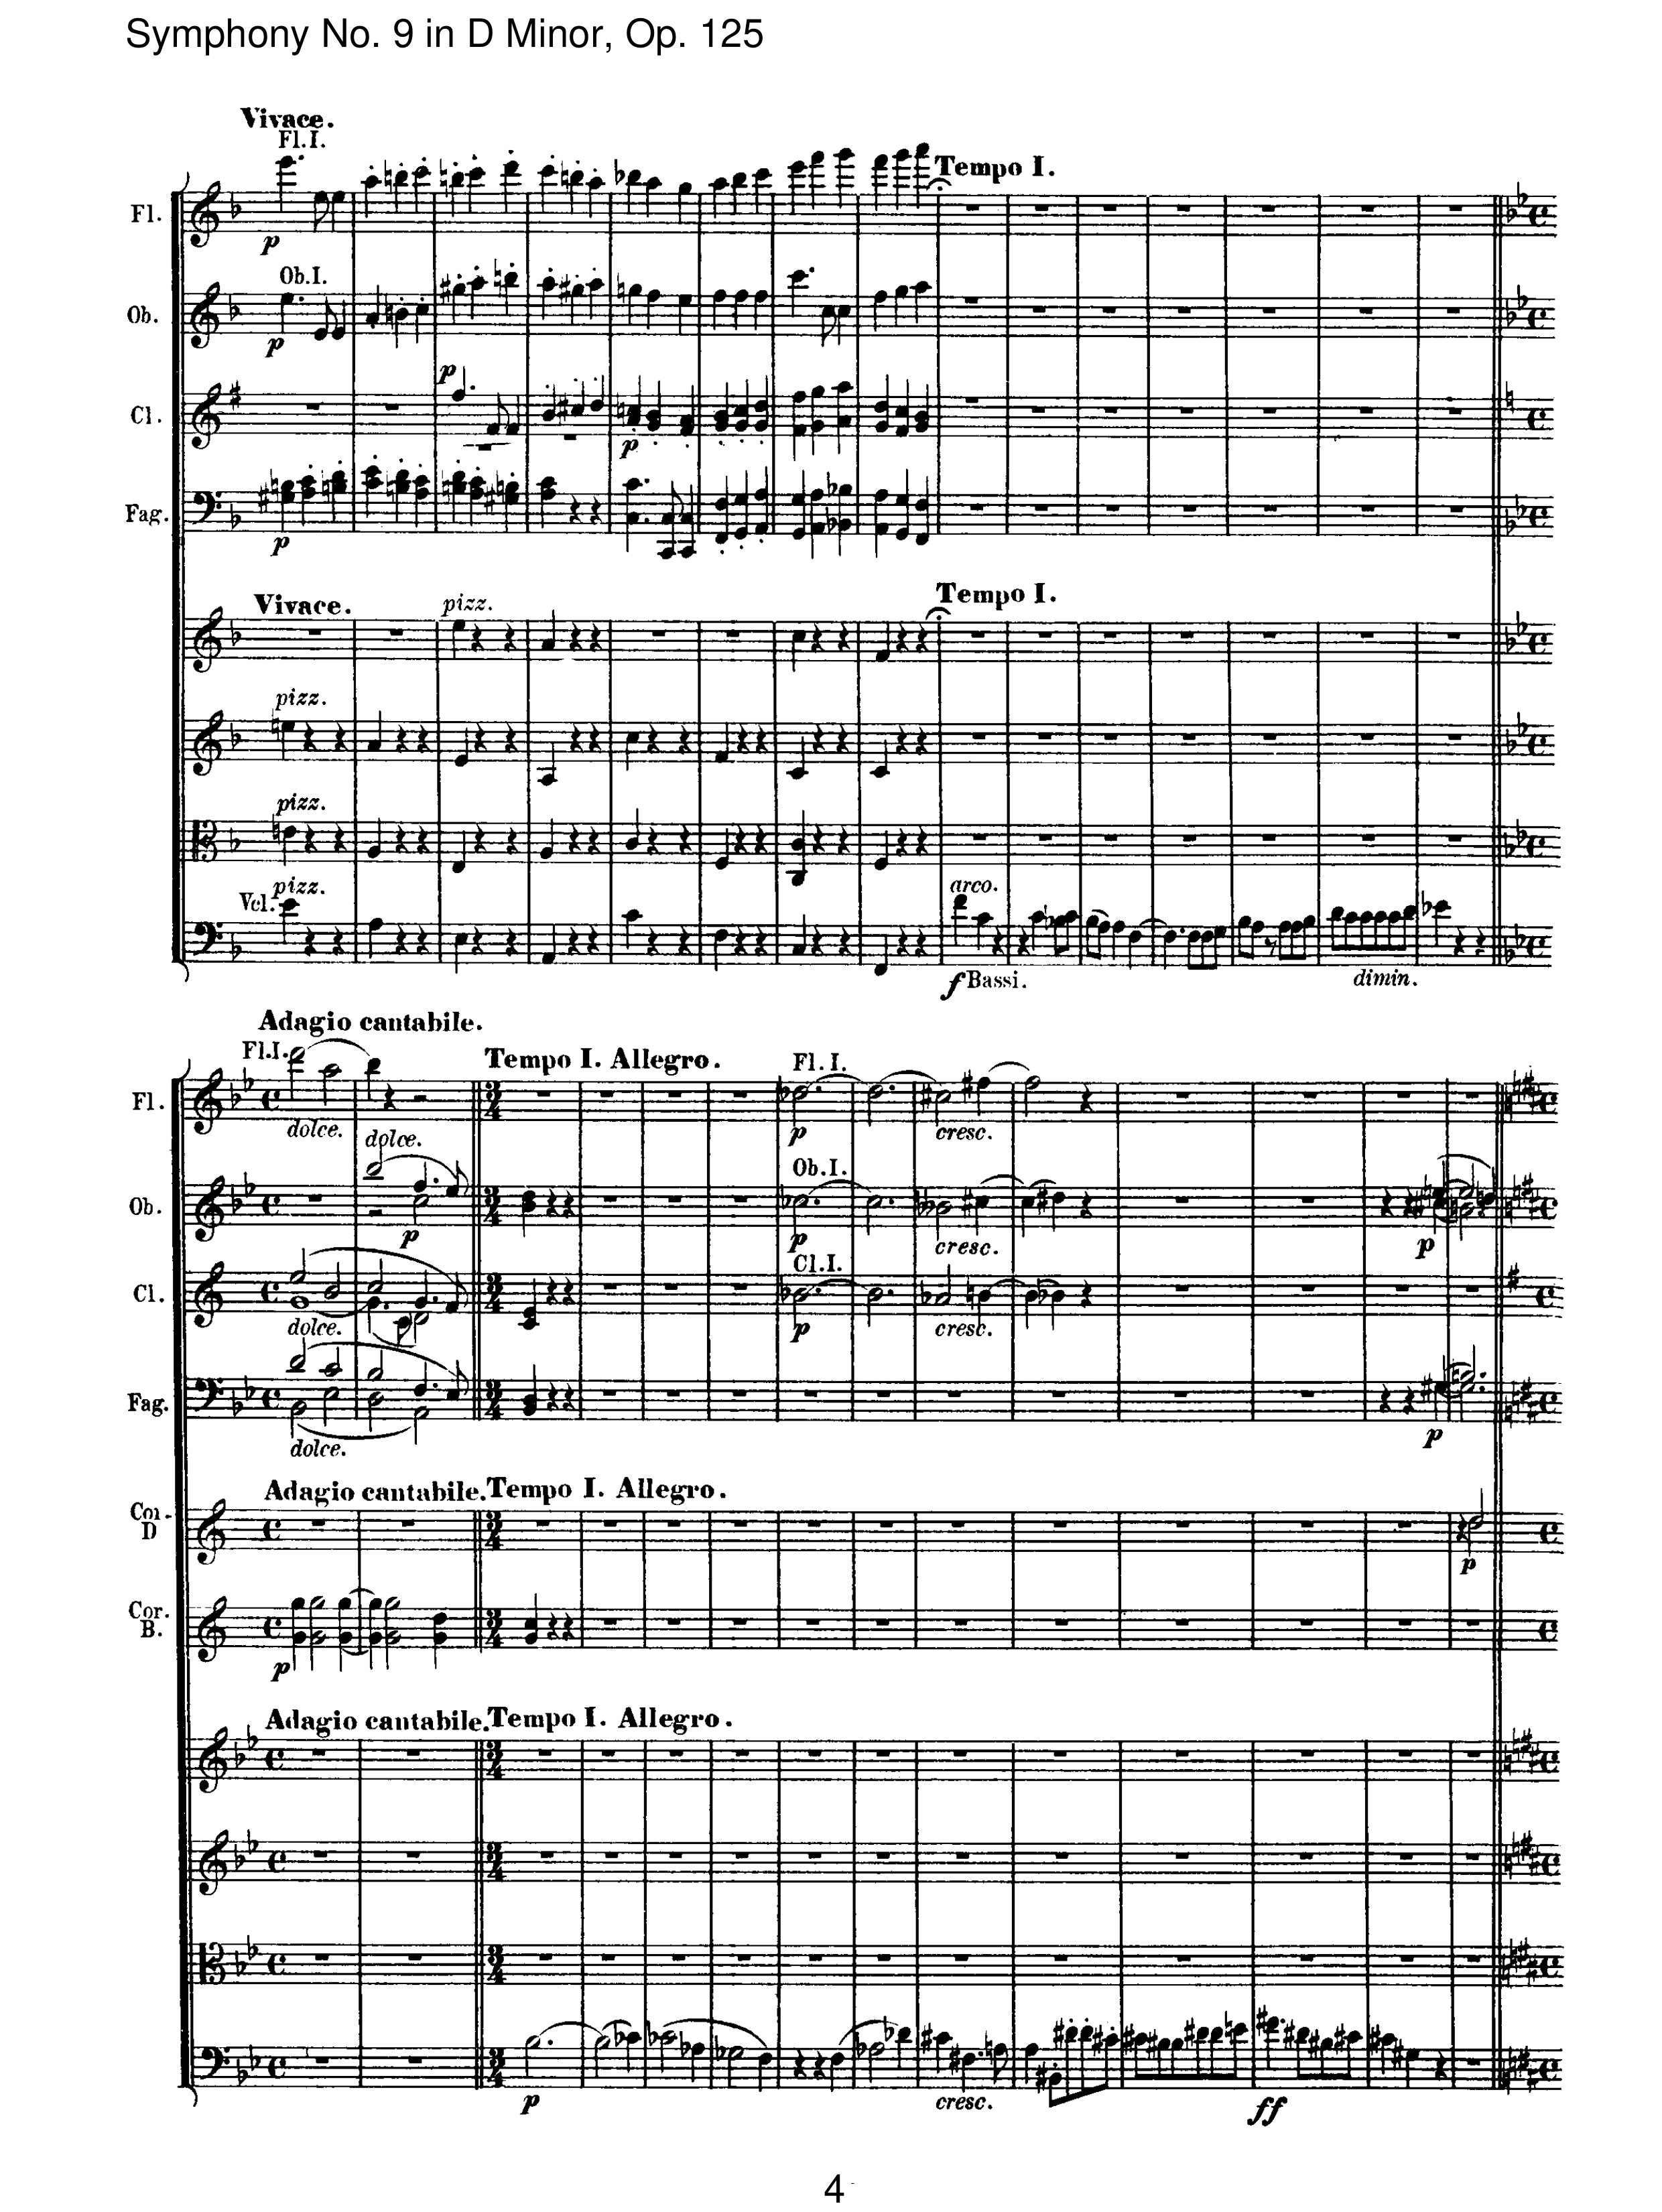 Symphony No. 9 in D Minor, Op. 125
Vivace.
Fl. I.
Tempo I.
Fl.
p
Ob. I.
Ob.
p
p
Cl.
p
Fag.
p
Tempo I.
Vivace.
pizz.
pizz.
pizz.
Vcl. pizz.
arco.
f Bassi.
dimin.
Adagio cantabile.
Fl. I.
Tempo I. Allegro.
Fl. I.
Fl.
dolce.
dolce.
p
cresc.
Ob. I.
Ob.
p
p
cresc.
p
Cl. I.
Cl.
dolce.
p
cresc.
Fag.
dolce.
p
Adagio cantabile. Tempo I. Allegro.
Cor. D
p
Cor. B.
p
Adagio cantabile. Tempo I. Allegro.
p
cresc.
ff
4